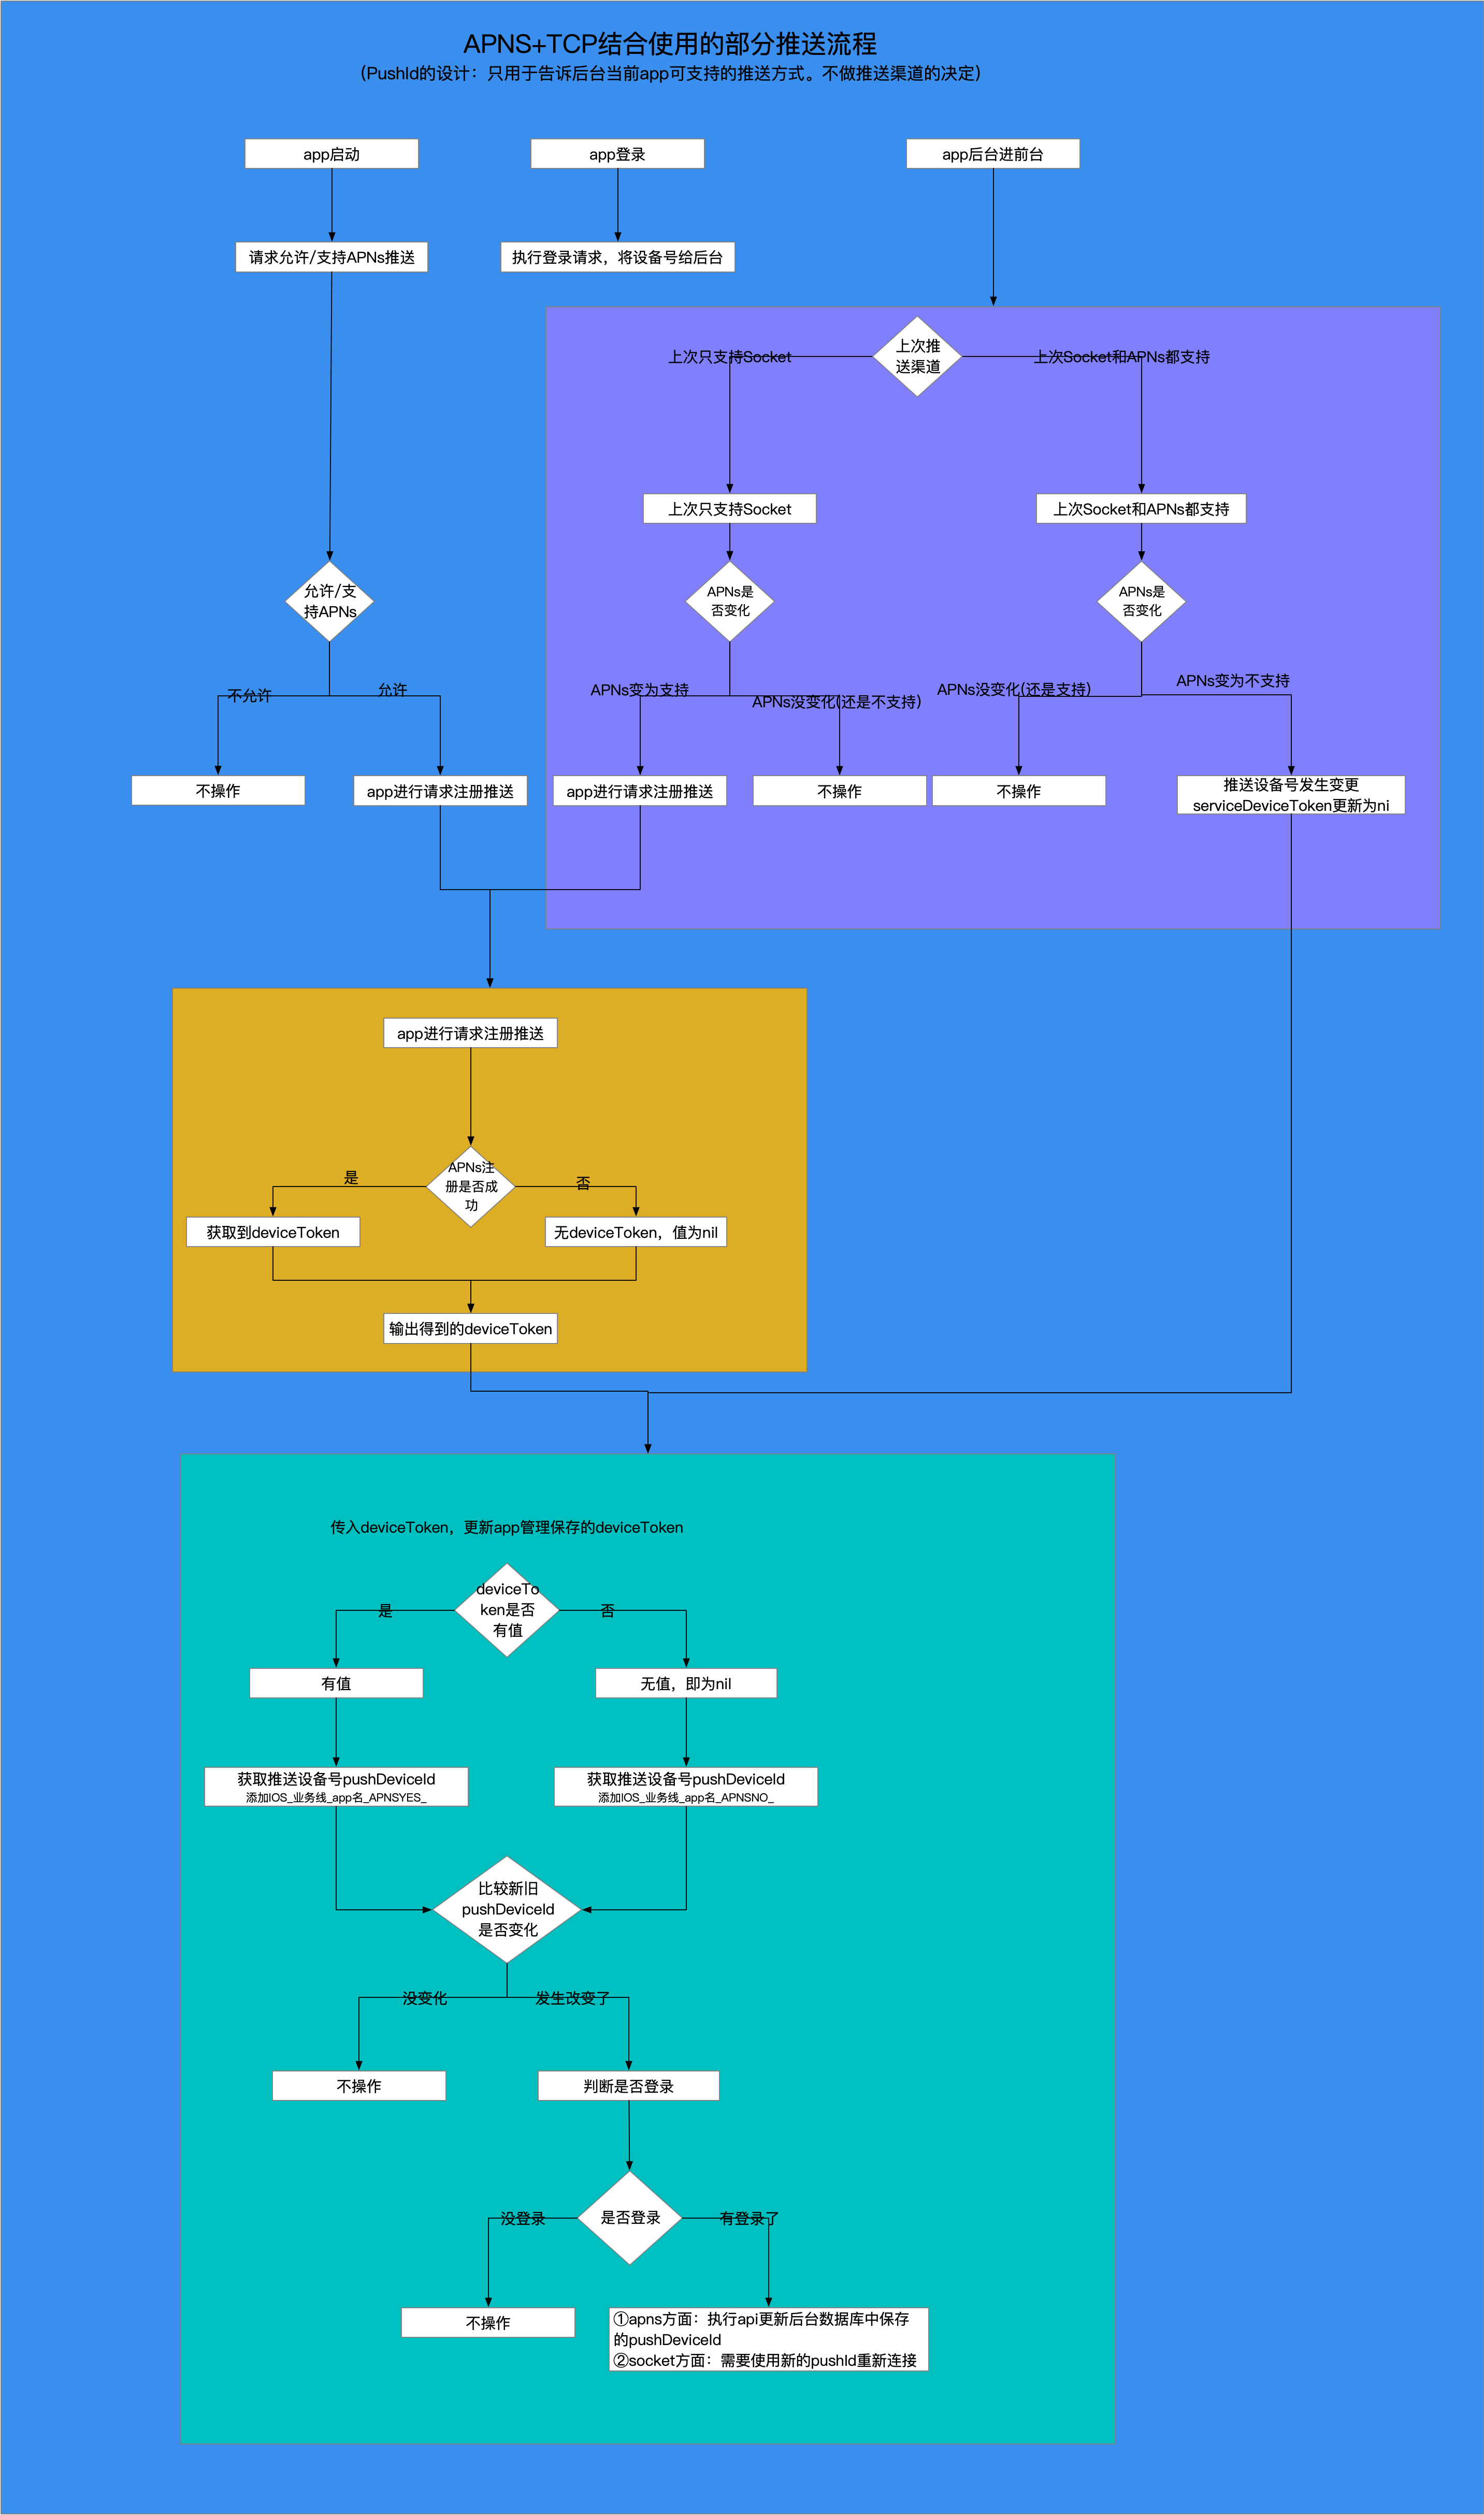 APNS+TCP结合使用的部分推送流程
(PushId的设计：只用于告诉后台当前app可支持的推送方式。不做推送渠道的决定)
app启动
app登录
app后台进前台
请求允许/支持APNs推送
执行登录请求，将设备号给后台
上次推
送渠道
上次只支持Socket
上次Socket和APNs都支持
上次只支持Socket
上次Socket和APNs都支持
允许/支
持APNs
APNs是
否变化
APNs是
否变化
不允许
允许
APNs变为支持
APNs没变化(还是不支持)
APNs没变化(还是支持)
APNs变为不支持
不操作
app进行请求注册推送
app进行请求注册推送
不操作
不操作
推送设备号发生变更
serviceDeviceToken更新为ni
app进行请求注册推送
APNs注
册是否成
功
是
否
获取到deviceToken
无deviceToken，值为nil
输出得到的deviceToken
传入deviceToken，更新app管理保存的deviceToken
deviceTo
ken是否
有值
是
否
有值
无值，即为nil
获取推送设备号pushDeviceId
添加IOS_业务线_app名_APNSYES_
获取推送设备号pushDeviceId
添加IOS_业务线_app名_APNSNO_
比较新旧
pushDeviceId
是否变化
没变化
发生改变了
不操作
判断是否登录
是否登录
没登录
有登录了
不操作
①apns方面：执行api更新后台数据库中保存
的pushDeviceId
②socket方面：需要使用新的pushId重新连接